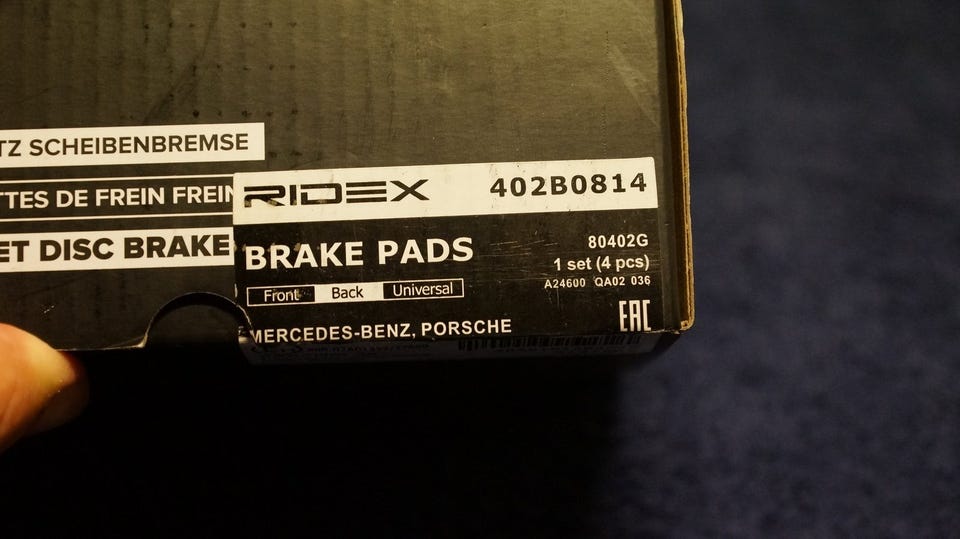 TZ SCHEIBENBREMSE
TTES DE FREIN FREIN
ET DISC BRAKE
RIDEX 402B0814
BRAKE PADS
80402G
1 set (4 pcs)
A24600 QA02 036
Front Back Universal
MERCEDES-BENZ, PORSCHE
EAC